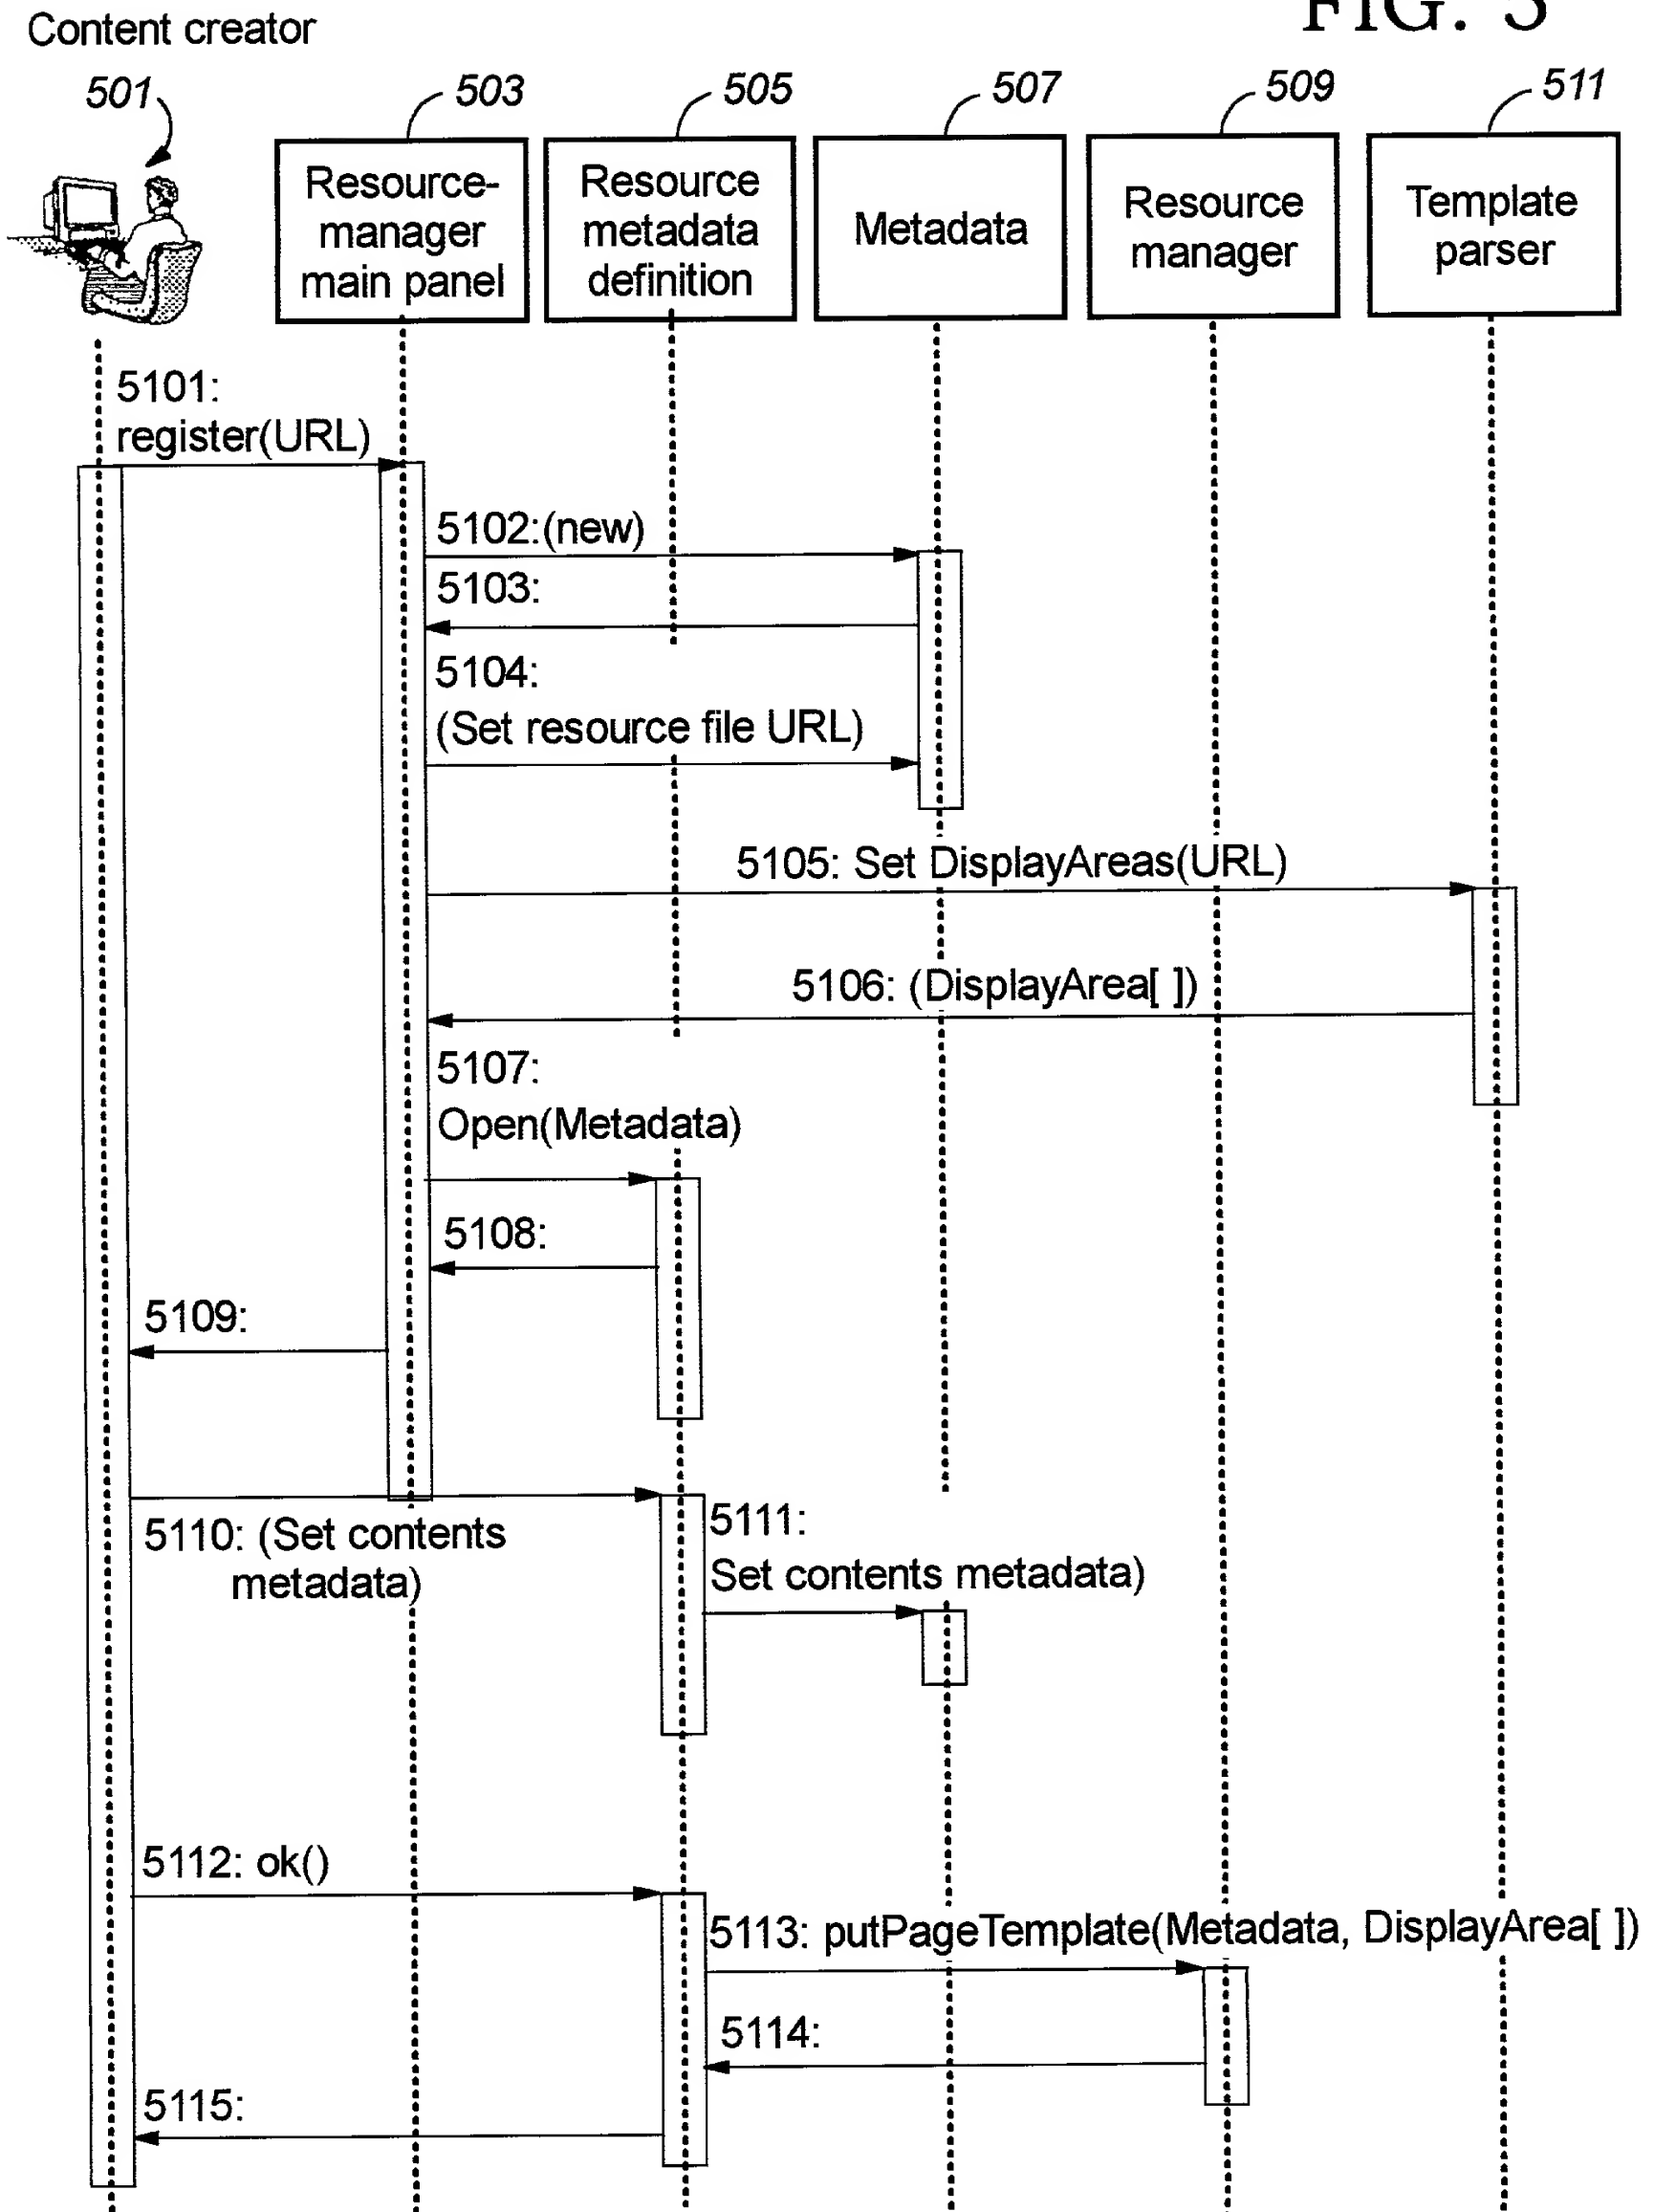 FIG. 5
Content creator
501
503
505
507
509
511
Resource-
manager
main panel
Resource
metadata
definition
Metadata
Resource
manager
Template
parser
5101:
register(URL)
5102:(new)
5103:
5104:
(Set resource file URL)
5105: Set DisplayAreas(URL)
5106: (DisplayArea[ ])
5107:
Open(Metadata)
5108:
5109:
5110: (Set contents
metadata)
5111:
Set contents metadata)
5112: ok()
5113: putPageTemplate(Metadata, DisplayArea[ ])
5114:
5115: